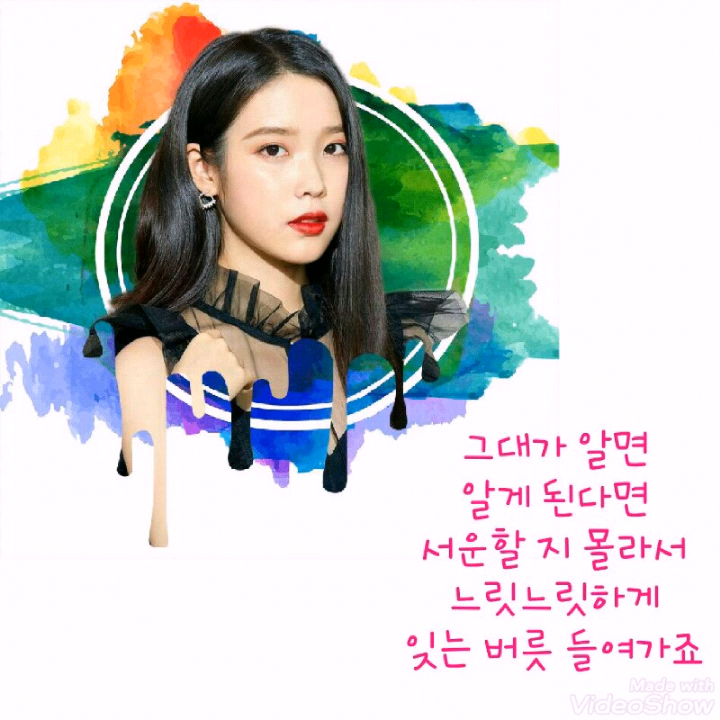 그대가 알면
알게 된다면
서운할 지 몰라서
느릿느릿하게
잊는 버릇 들여가죠
Made with
VideoShow